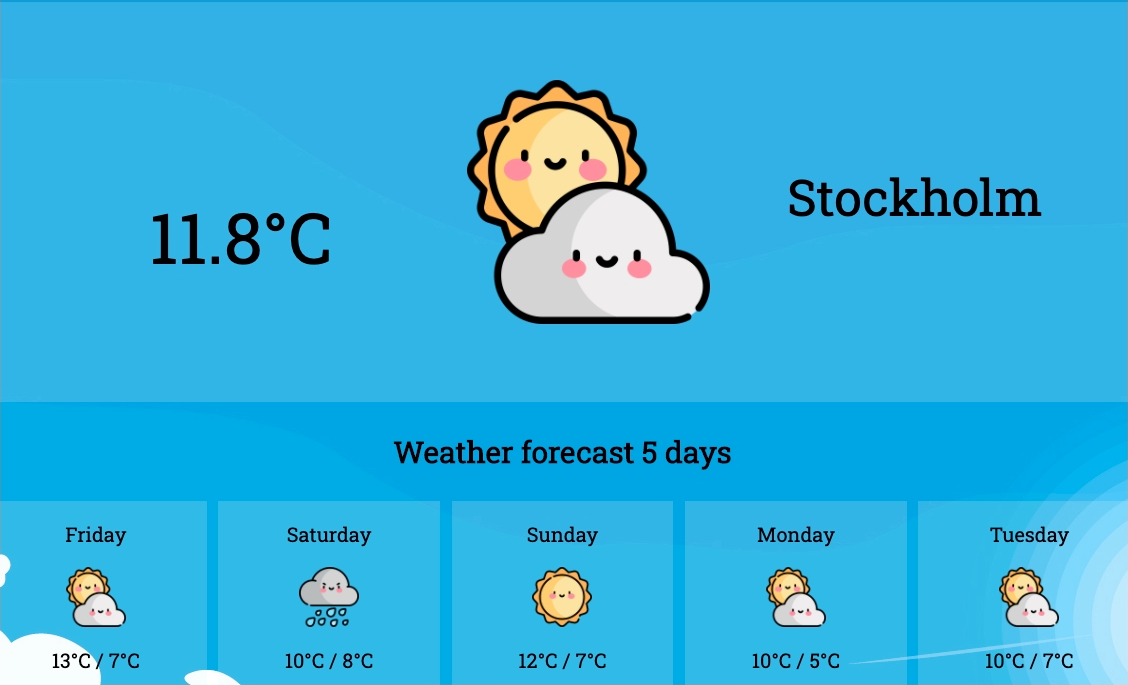 11.8°C
Stockholm
Weather forecast 5 days
Friday
13°C / 7°C
Saturday
10°C / 8°C
Sunday
12°C / 7°C
Monday
10°C / 5°C
Tuesday
10°C / 7°C